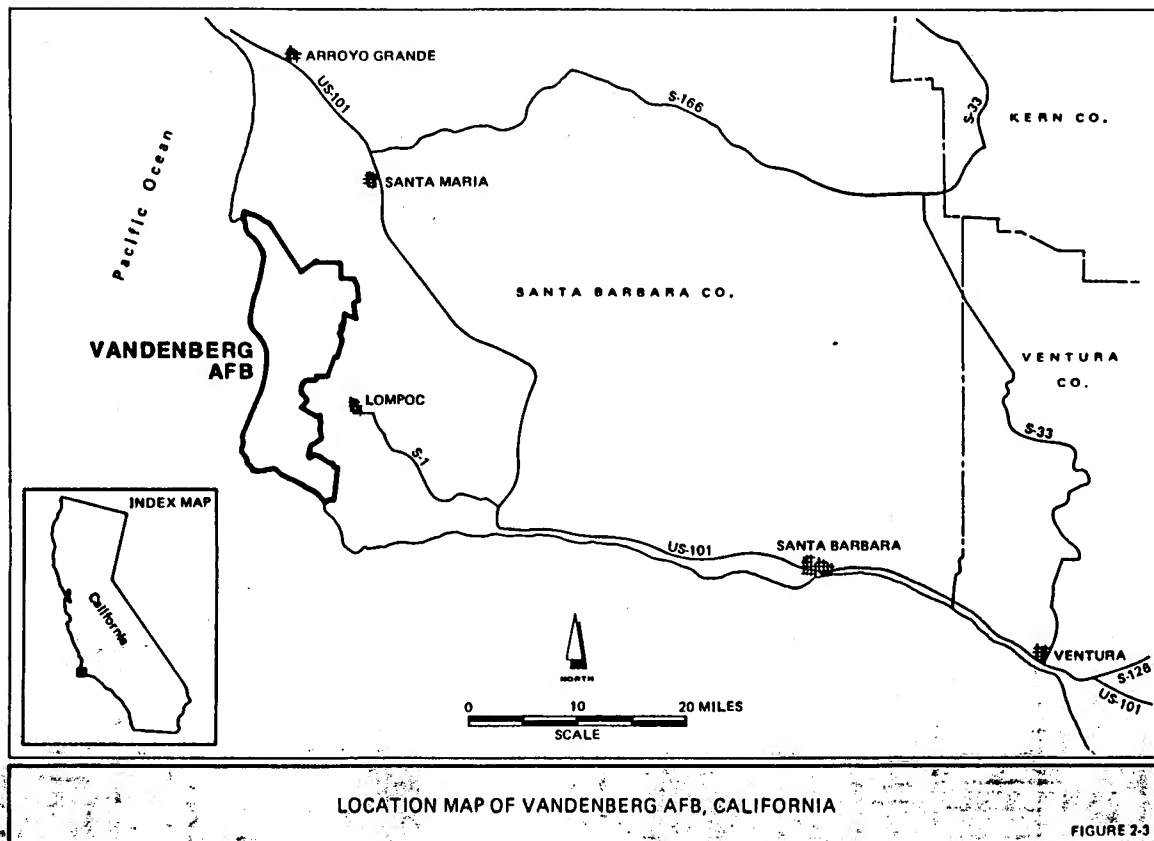 ARROYO GRANDE
US-101
S-166
S-33
KERN CO.
Pacific Ocean
SANTA MARIA
SANTA BARBARA CO.
VANDENBERG
AFB
VENTURA
CO.
LOMPOC
S-1
S-33
INDEX MAP
California
US-101
SANTA BARBARA
NORTH
VENTURA
S-126
US-101
0 10 20 MILES
SCALE
LOCATION MAP OF VANDENBERG AFB, CALIFORNIA
FIGURE 2-3